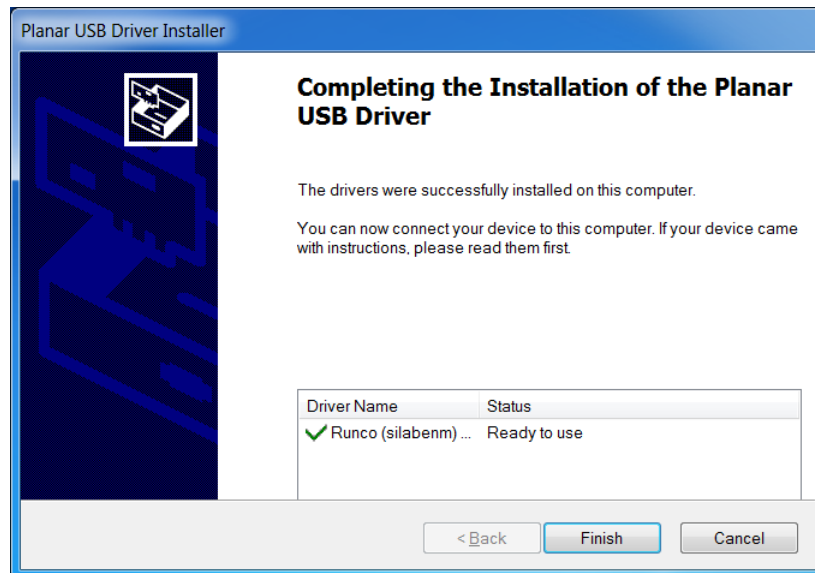 Planar USB Driver Installer
Completing the Installation of the Planar
USB Driver
The drivers were successfully installed on this computer.
You can now connect your device to this computer. If your device came
with instructions, please read them first.
Driver Name Status
Runco (silabenm) ... Ready to use
< Back Finish Cancel